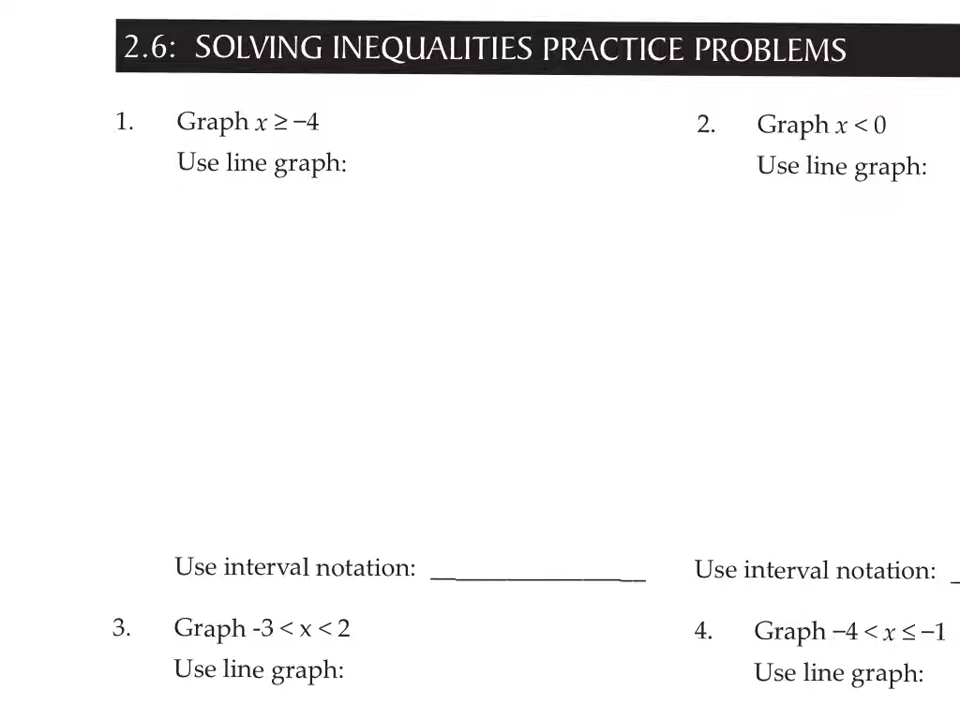 2.6: SOLVING INEQUALITIES PRACTICE PROBLEMS
1. Graph x ≥ −4
Use line graph:
2. Graph x < 0
Use line graph:
Use interval notation: ________________
Use interval notation: _
3. Graph -3 < x < 2
Use line graph:
4. Graph −4 < x ≤ −1
Use line graph: